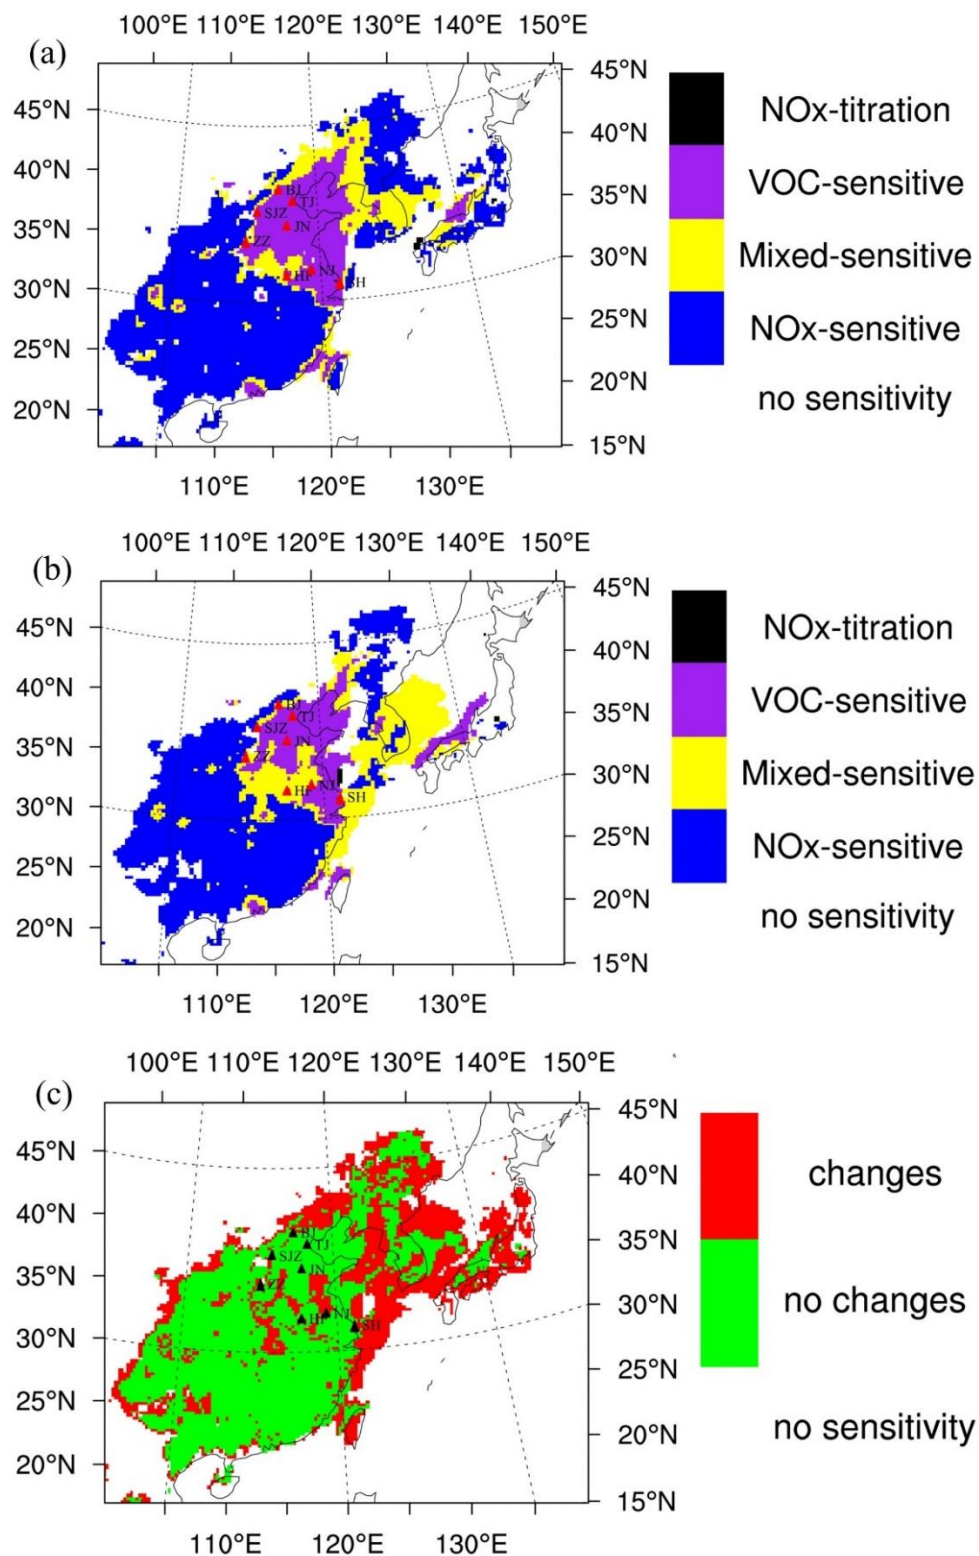 100°E 110°E 120°E 130°E 140°E 150°E
(a)
45°N 45°N
NOx-titration
40°N 40°N
VOC-sensitive
BJ
TJ
35°N 35°N
SJZ
JN
Mixed-sensitive
ZZ
30°N 30°N
HF NJ
SH
25°N 25°N
NOx-sensitive
20°N 20°N
no sensitivity
15°N
110°E 120°E 130°E
100°E 110°E 120°E 130°E 140°E 150°E
(b)
45°N 45°N
NOx-titration
40°N 40°N
VOC-sensitive
BJ
TJ
35°N 35°N
SJZ
JN
Mixed-sensitive
ZZ
30°N 30°N
HF NJ
SH
25°N 25°N
NOx-sensitive
20°N 20°N
no sensitivity
15°N
110°E 120°E 130°E
100°E 110°E 120°E 130°E 140°E 150°E
(c)
45°N 45°N
changes
40°N 40°N
BJ
TJ
35°N 35°N
SJZ
JN
ZZ
no changes
30°N 30°N
HF NJ
SH
25°N 25°N
no sensitivity
20°N 20°N
15°N
110°E 120°E 130°E